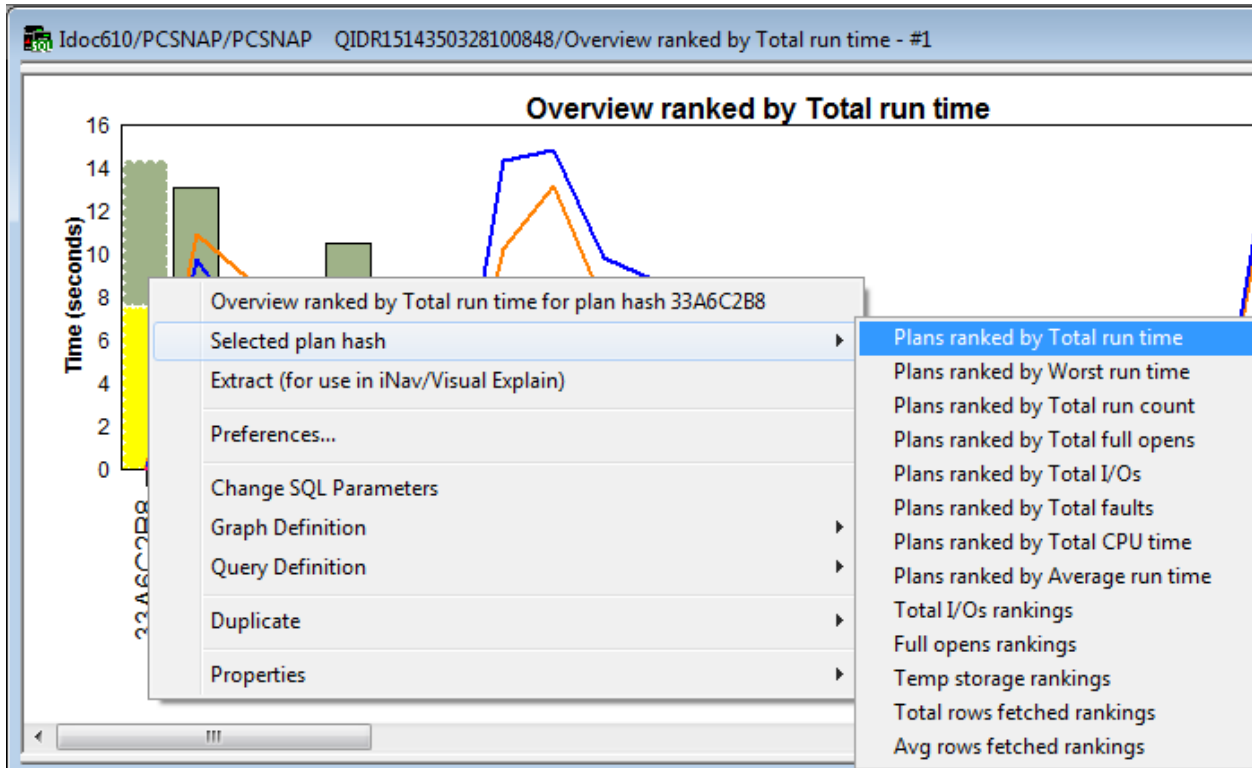 Idoc610/PCSNAP/PCSNAP QIDR1514350328100848/Overview ranked by Total run time - #1
Overview ranked by Total run time
16
14
12
10
8
6
4
2
0
Time (seconds)
33A6C2B8
Overview ranked by Total run time for plan hash 33A6C2B8
Selected plan hash
Extract (for use in iNav/Visual Explain)
Preferences...
Change SQL Parameters
Graph Definition
Query Definition
Duplicate
Properties
Plans ranked by Total run time
Plans ranked by Worst run time
Plans ranked by Total run count
Plans ranked by Total full opens
Plans ranked by Total I/Os
Plans ranked by Total faults
Plans ranked by Total CPU time
Plans ranked by Average run time
Total I/Os rankings
Full opens rankings
Temp storage rankings
Total rows fetched rankings
Avg rows fetched rankings